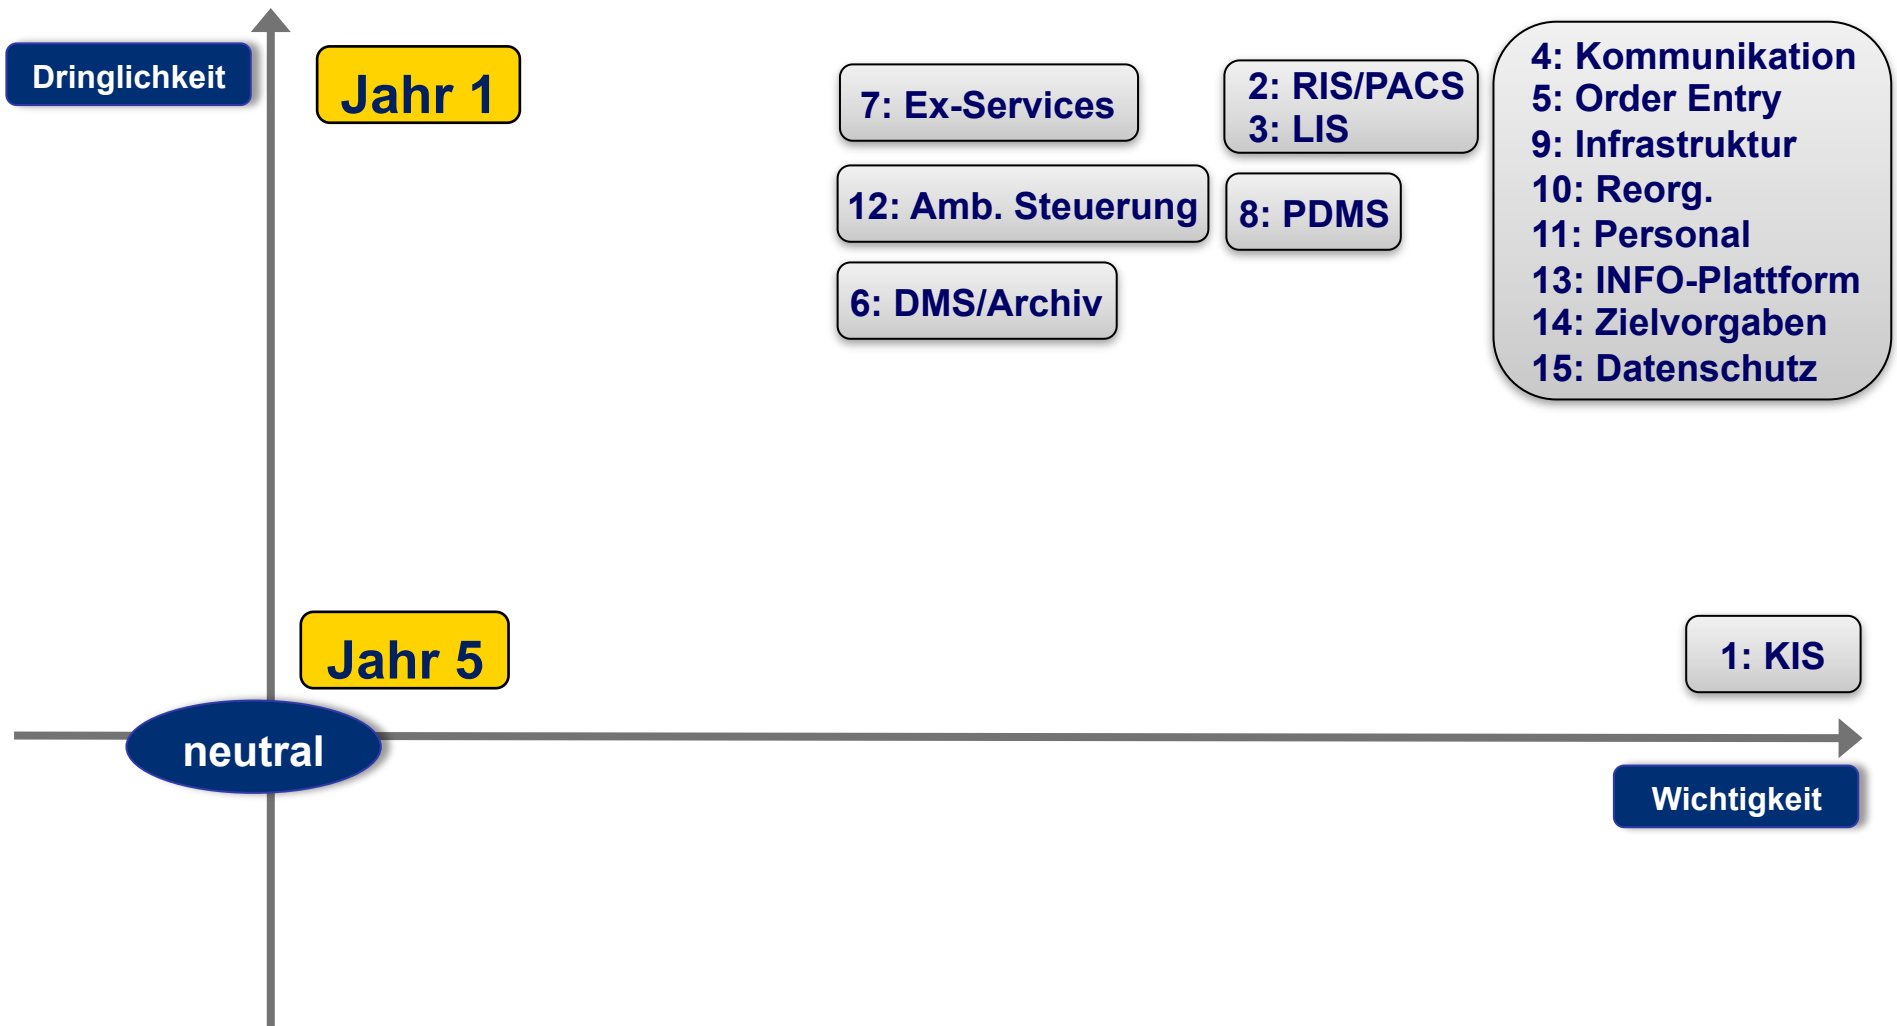 Dringlichkeit
Jahr 1
7: Ex-Services
12: Amb. Steuerung
6: DMS/Archiv
2: RIS/PACS
3: LIS
8: PDMS
4: Kommunikation
5: Order Entry
9: Infrastruktur
10: Reorg.
11: Personal
13: INFO-Plattform
14: Zielvorgaben
15: Datenschutz
Jahr 5
1: KIS
neutral
Wichtigkeit